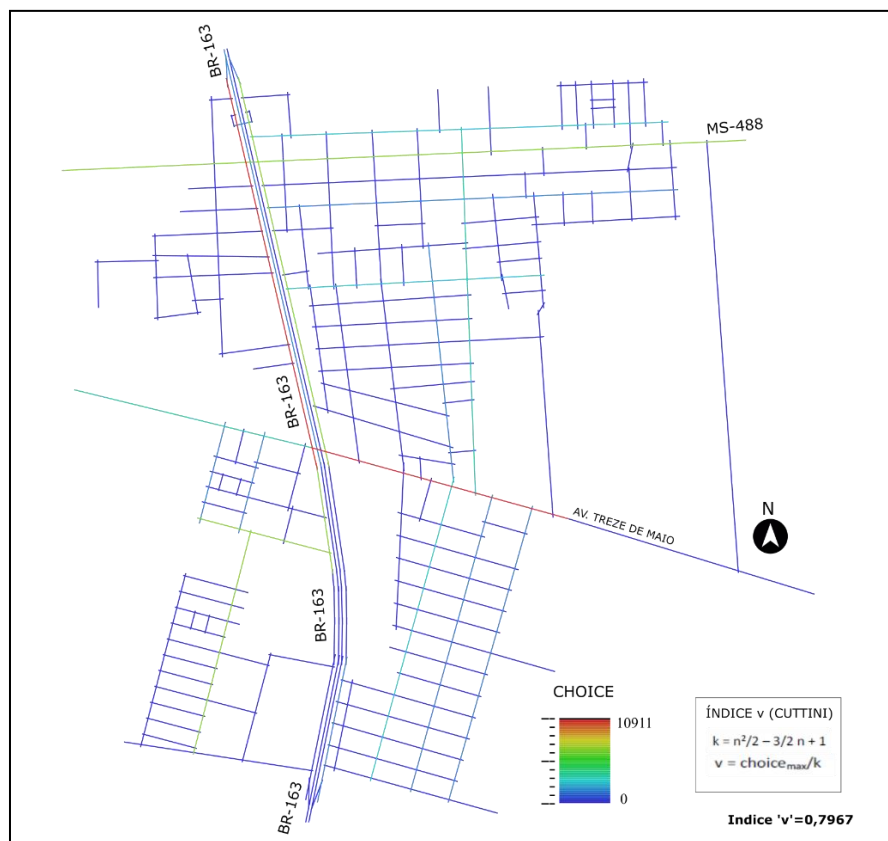 BR-163
MS-488
BR-163
AV. TREZE DE MAIO
N
BR-163
CHOICE
10911
0
ÍNDICE v (CUTTINI)
k = n²/2 – 3/2 n + 1
v = choiceₘₐₓ/k
BR-163
Indice 'v'=0,7967